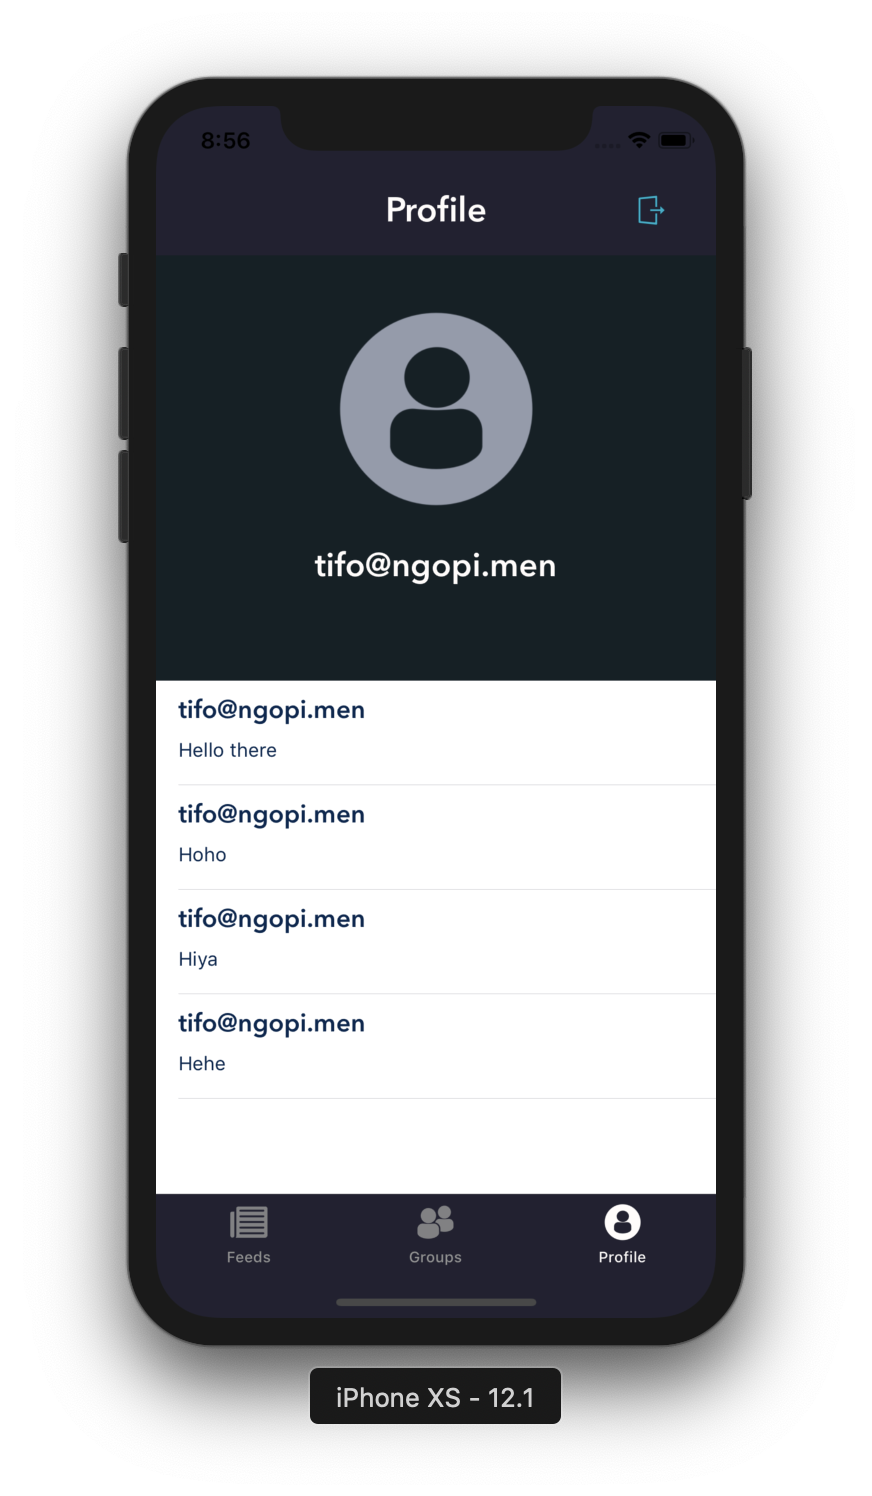 8:56
Profile
tifo@ngopi.men
tifo@ngopi.men
Hello there
tifo@ngopi.men
Hoho
tifo@ngopi.men
Hiya
tifo@ngopi.men
Hehe
Feeds Groups Profile
iPhone XS - 12.1